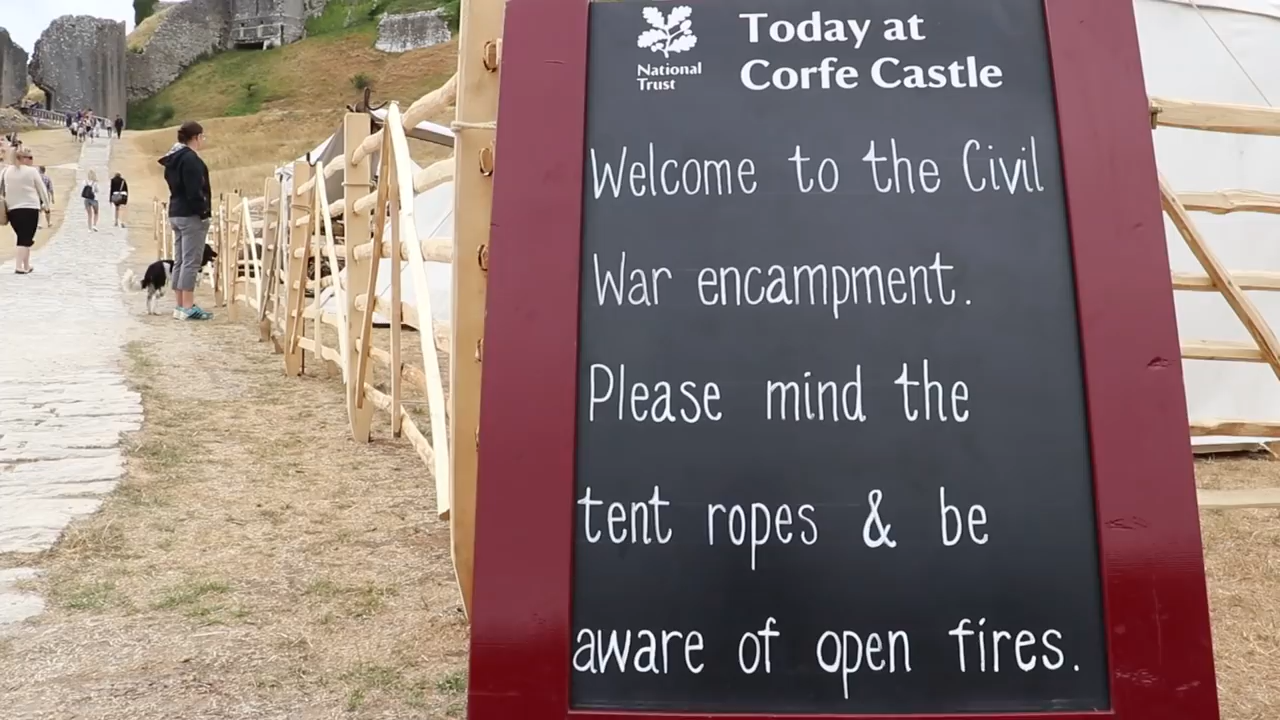 National
Trust
Today at
Corfe Castle
Welcome to the Civil
War encampment.
Please mind the
tent ropes & be
aware of open fires.